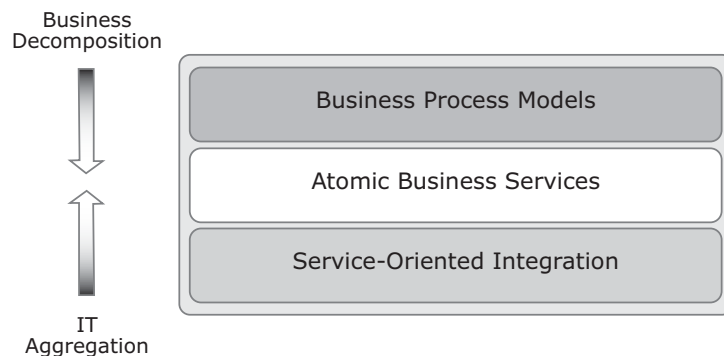 Business
Decomposition
Business Process Models
Atomic Business Services
Service-Oriented Integration
IT
Aggregation